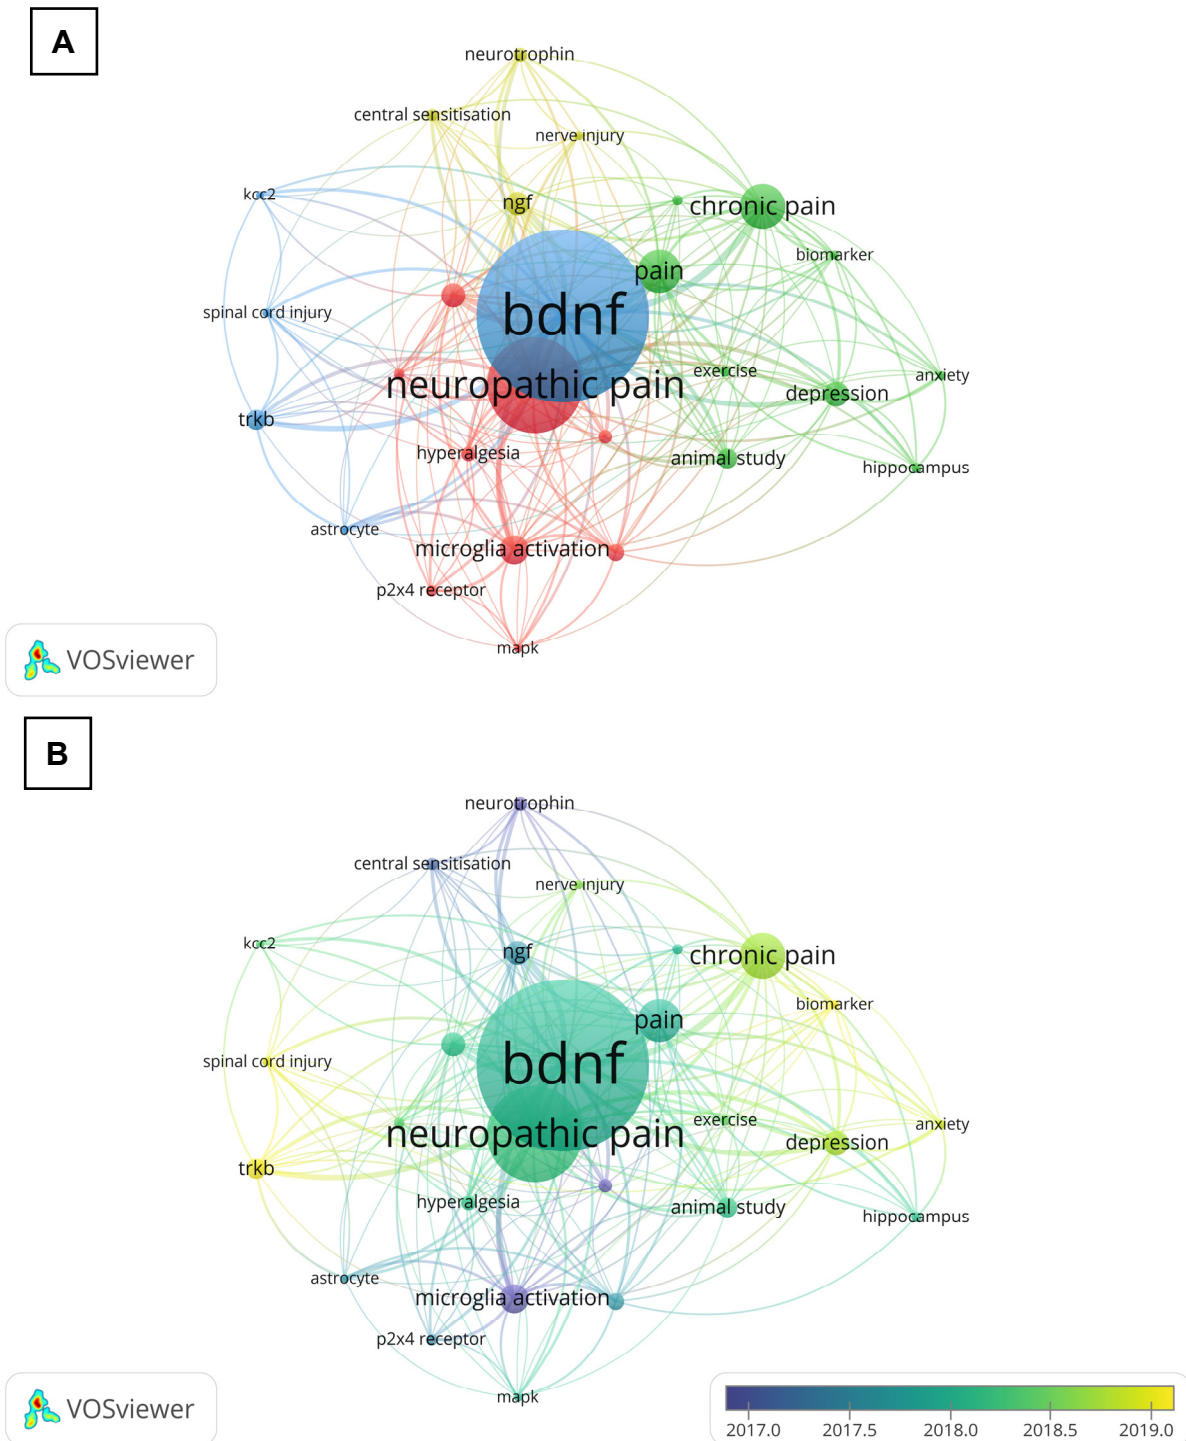 A
neurotrophin
central sensitisation
nerve injury
kcc2
ngf
chronic pain
biomarker
pain
spinal cord injury
bdnf
exercise
anxiety
neuropathic pain
depression
trkb
hyperalgesia
animal study
hippocampus
astrocyte
microglia activation
p2x4 receptor
mapk
VOSviewer
B
neurotrophin
central sensitisation
nerve injury
kcc2
ngf
chronic pain
biomarker
pain
spinal cord injury
bdnf
exercise
anxiety
neuropathic pain
depression
trkb
hyperalgesia
animal study
hippocampus
astrocyte
microglia activation
p2x4 receptor
mapk
VOSviewer
2017.0 2017.5 2018.0 2018.5 2019.0